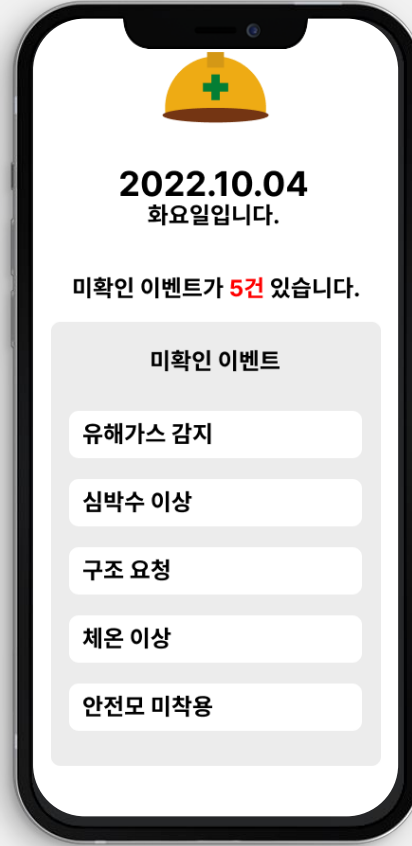 2022.10.04
화요일입니다.
미확인 이벤트가 5건 있습니다.
미확인 이벤트
유해가스 감지
심박수 이상
구조 요청
체온 이상
안전모 미착용